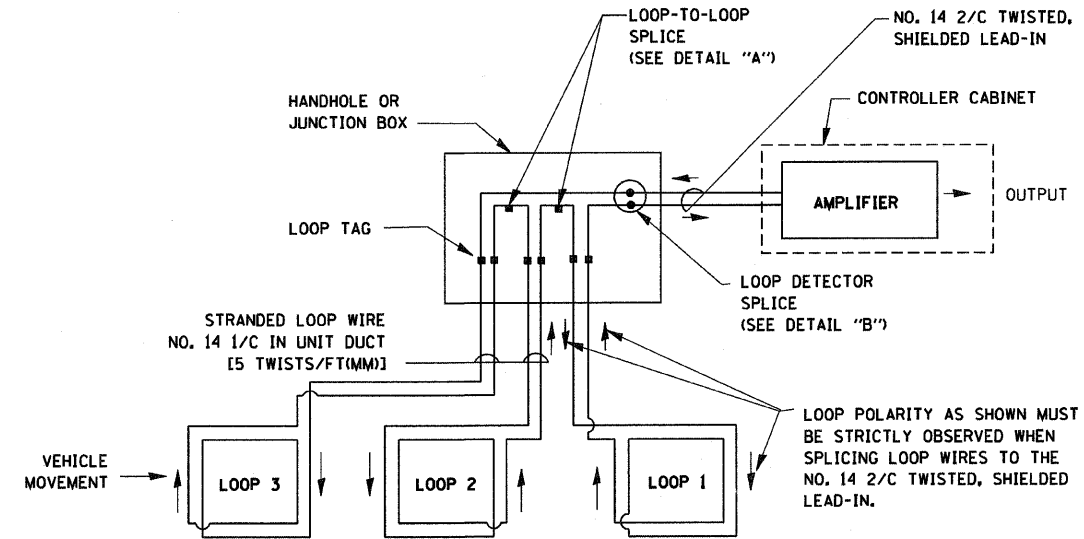 LOOP-TO-LOOP
SPLICE
(SEE DETAIL "A")
NO. 14 2/C TWISTED,
SHIELDED LEAD-IN
HANDHOLE OR
JUNCTION BOX
CONTROLLER CABINET
AMPLIFIER
OUTPUT
LOOP TAG
LOOP DETECTOR
SPLICE
(SEE DETAIL "B")
STRANDED LOOP WIRE
NO. 14 1/C IN UNIT DUCT
[5 TWISTS/FT(MM)]
LOOP POLARITY AS SHOWN MUST
BE STRICTLY OBSERVED WHEN
SPLICING LOOP WIRES TO THE
NO. 14 2/C TWISTED, SHIELDED
LEAD-IN.
VEHICLE
MOVEMENT
LOOP 3
LOOP 2
LOOP 1